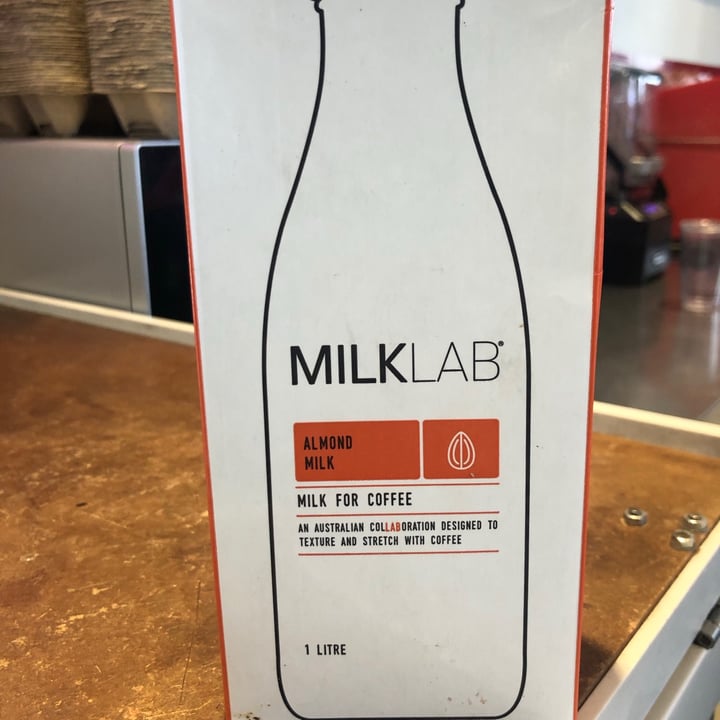 MILKLAB®
ALMOND
MILK
MILK FOR COFFEE
AN AUSTRALIAN COLLABORATION DESIGNED TO
TEXTURE AND STRETCH WITH COFFEE
1 LITRE